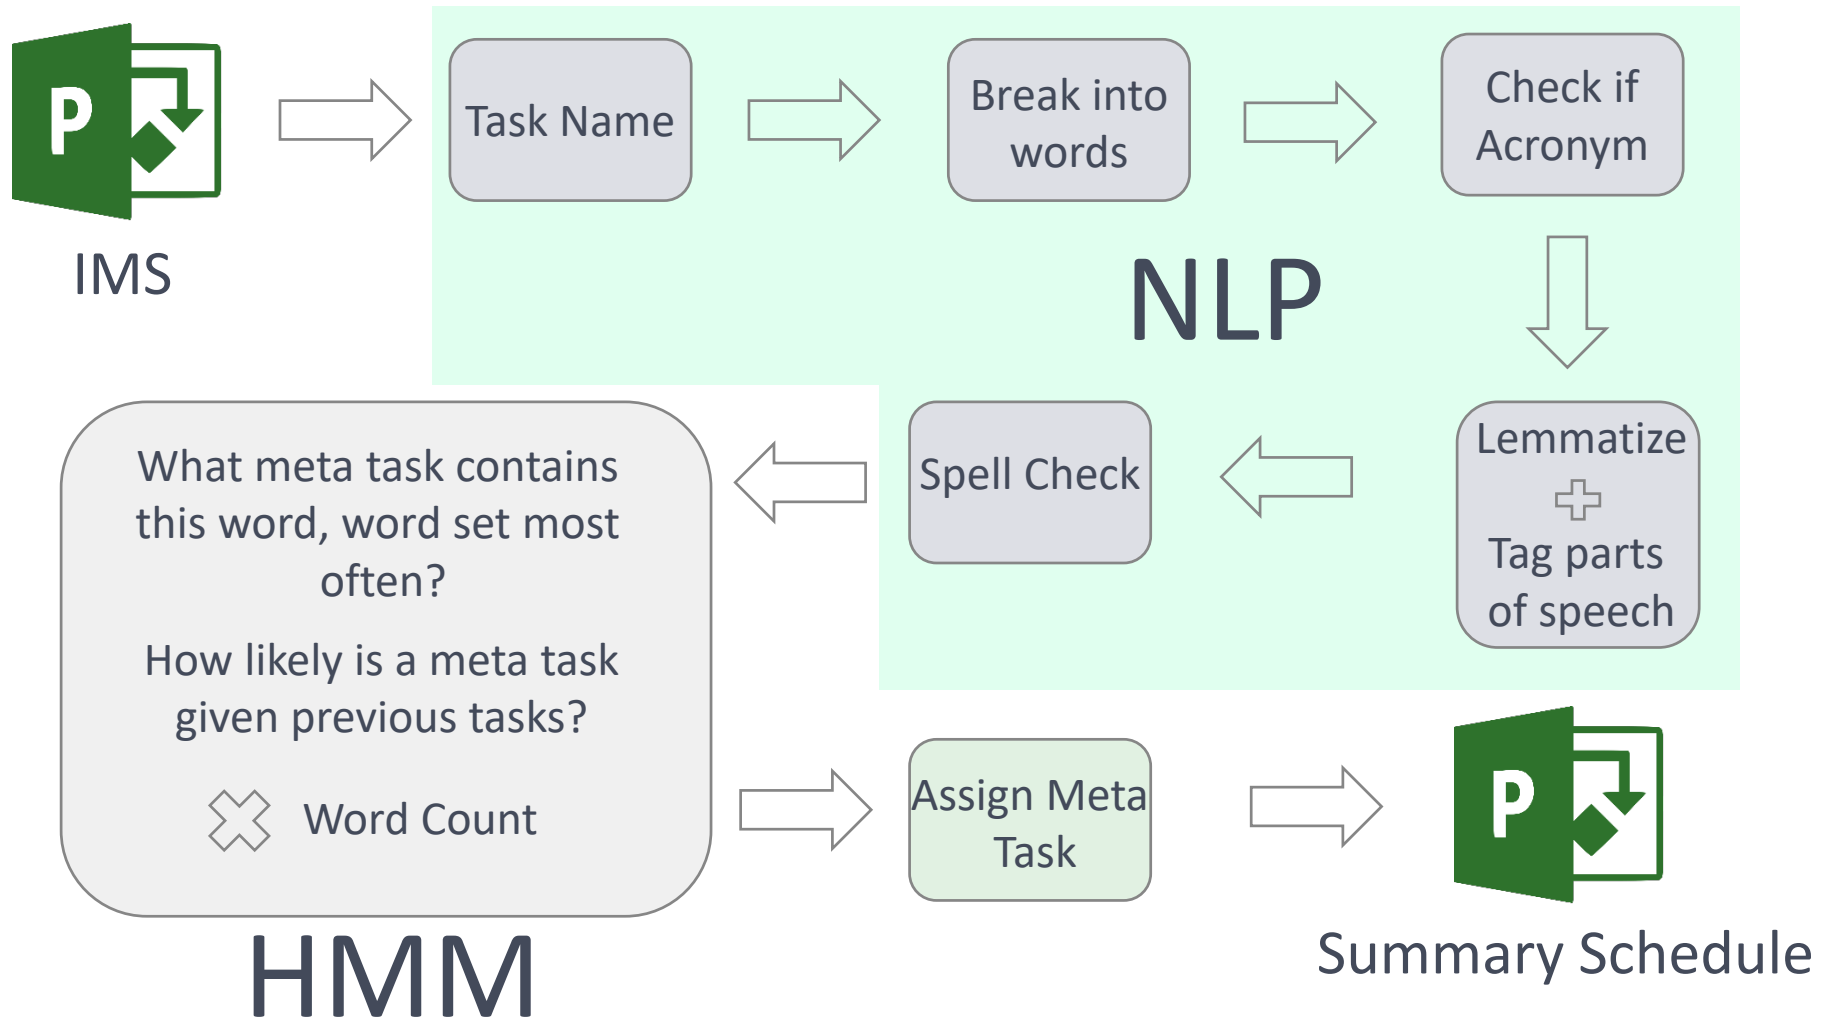 P
IMS
Task Name
Break into
words
Check if
Acronym
NLP
Lemmatize
Tag parts
of speech
Spell Check
What meta task contains
this word, word set most
often?
How likely is a meta task
given previous tasks?
Word Count
HMM
Assign Meta
Task
P
Summary Schedule